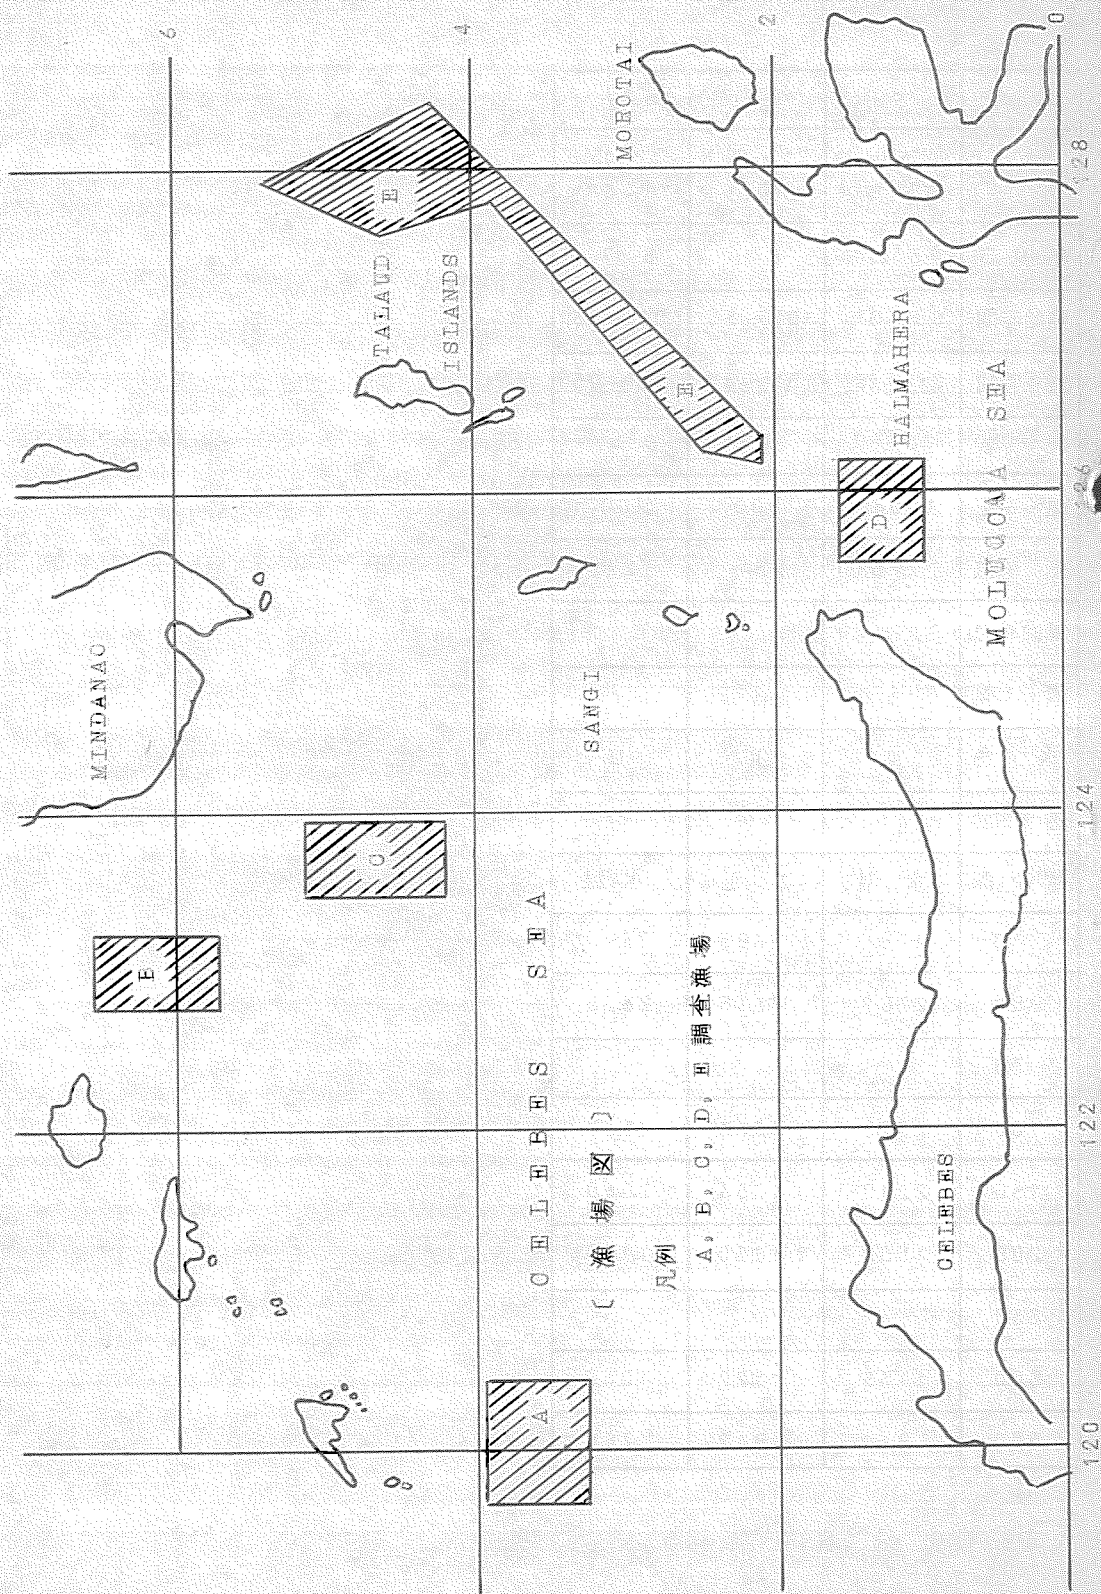 MINDANAO
TALAUD
ISLANDS
MOROTAI
SANGI
HALMAHERA
MOLUCCA SEA
CELEBES SEA
〔漁場図〕
凡例
A, B, C, D, E 調査漁場
CELEBES
A
B
C
D
E
E
6
4
2
0
120
122
124
126
128